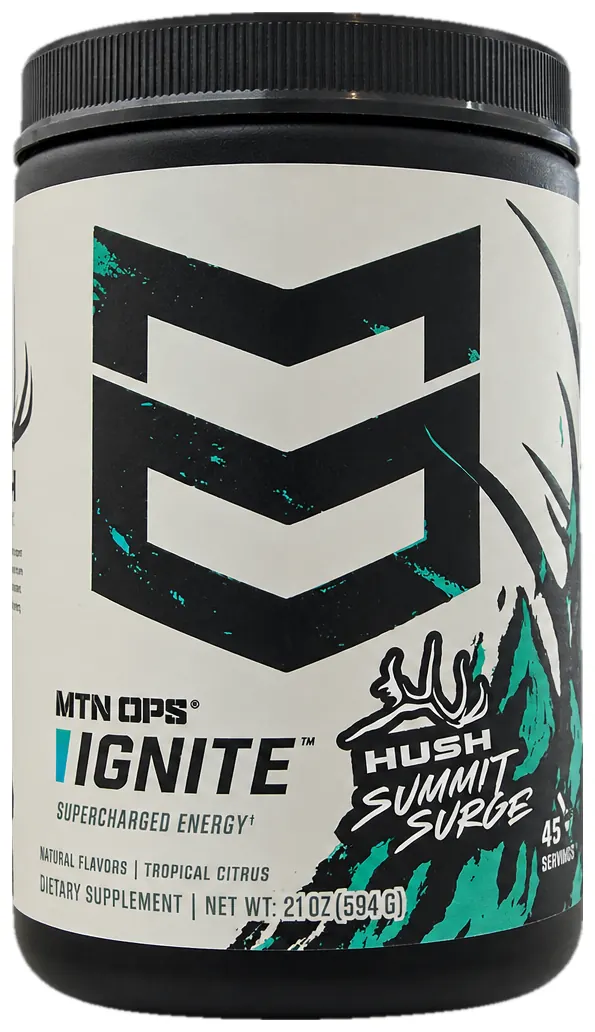 MTN OPS®
IGNITE™
SUPERCHARGED ENERGY†
NATURAL FLAVORS | TROPICAL CITRUS
DIETARY SUPPLEMENT | NET WT: 21 OZ (594 G)
HUSH
SUMMIT
SURGE
45
SERVINGS